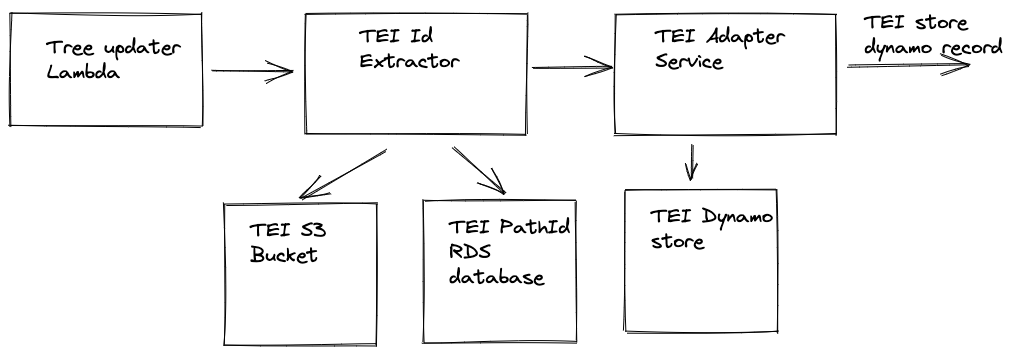 Tree updater
Lambda
TEI Id
Extractor
TEI Adapter
Service
TEI store
dynamo record
TEI S3
Bucket
TEI PathId
RDS
database
TEI Dynamo
store